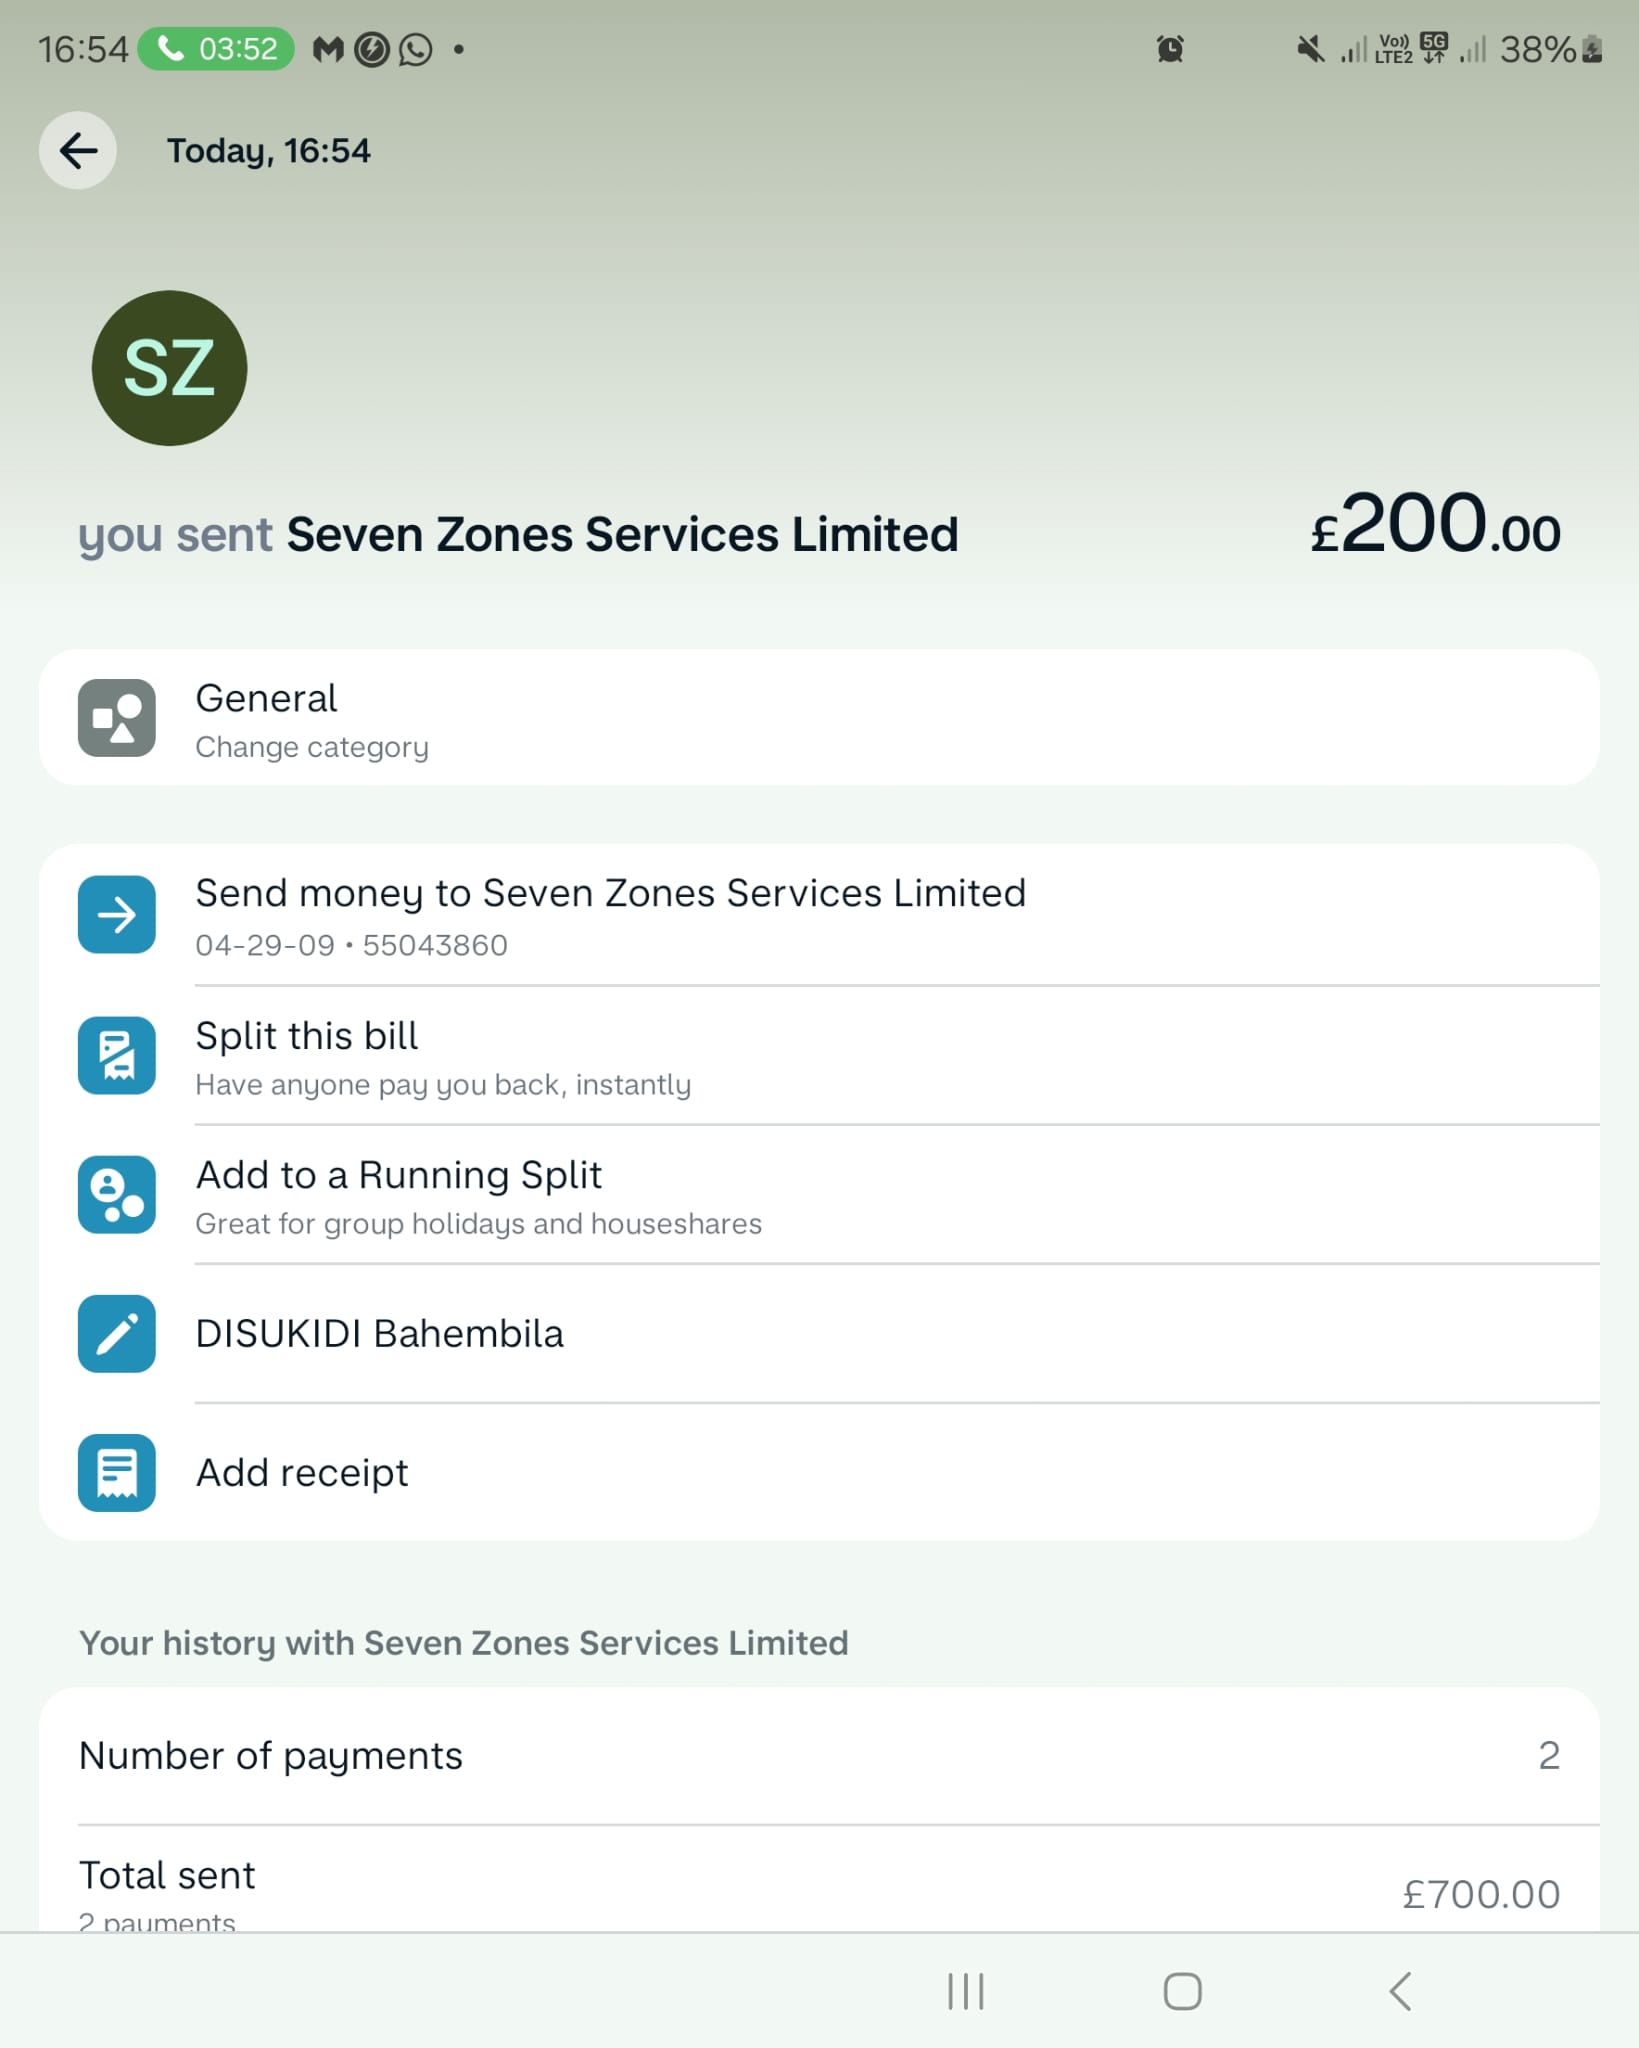 16:54 03:52 Vo)) LTE2 5G 38%
Today, 16:54
SZ
you sent Seven Zones Services Limited £200.00
General
Change category
Send money to Seven Zones Services Limited
04-29-09 • 55043860
Split this bill
Have anyone pay you back, instantly
Add to a Running Split
Great for group holidays and houseshares
DISUKIDI Bahembila
Add receipt
Your history with Seven Zones Services Limited
Number of payments 2
Total sent £700.00
2 payments